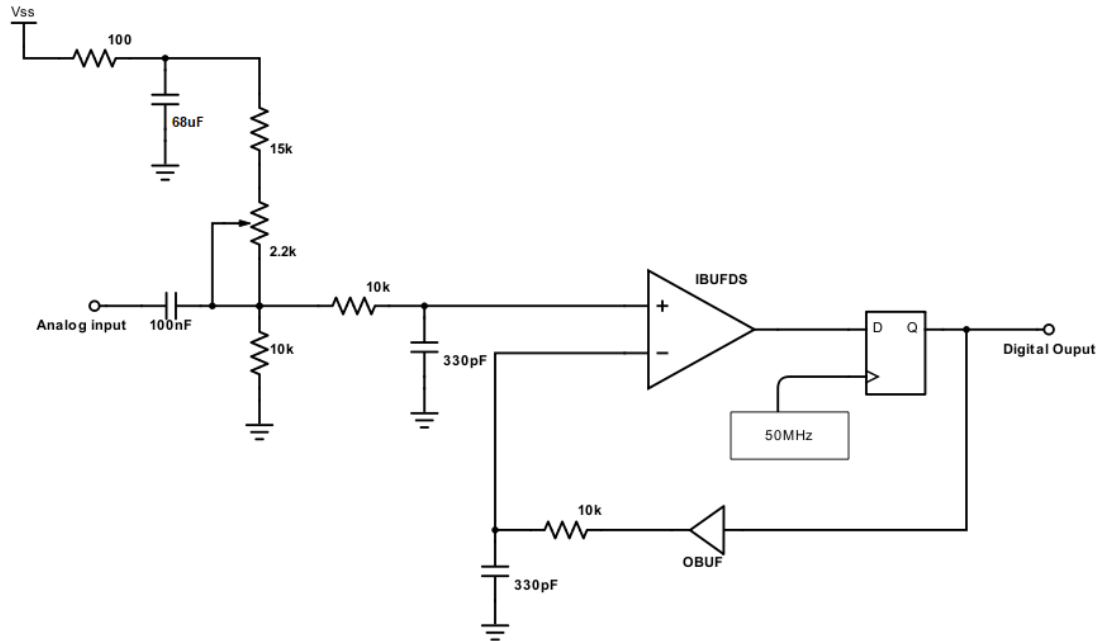 Vss
100
68uF
15k
2.2k
Analog input
100nF
10k
10k
330pF
IBUFDS
+
−
D Q
Digital Ouput
50MHz
10k
OBUF
330pF